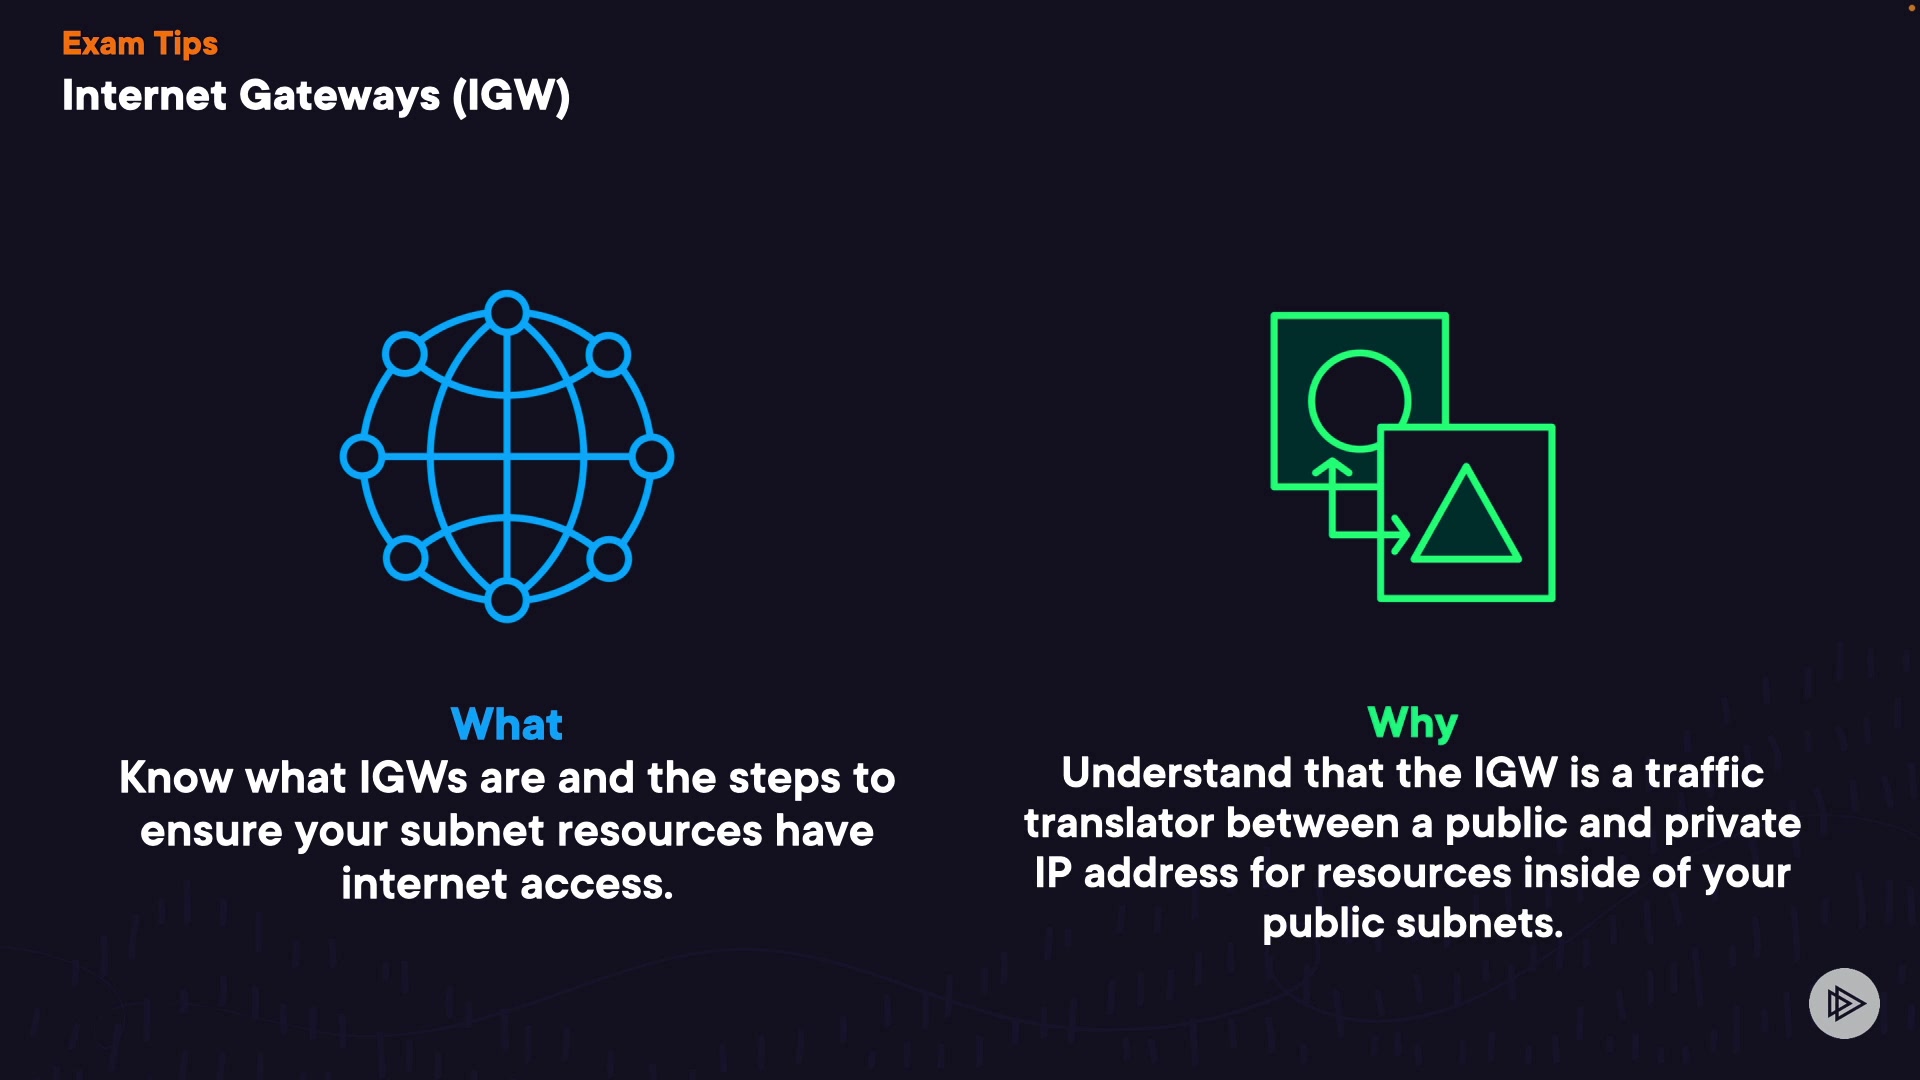 Exam Tips
Internet Gateways (IGW)
What
Know what IGWs are and the steps to
ensure your subnet resources have
internet access.
Why
Understand that the IGW is a traffic
translator between a public and private
IP address for resources inside of your
public subnets.